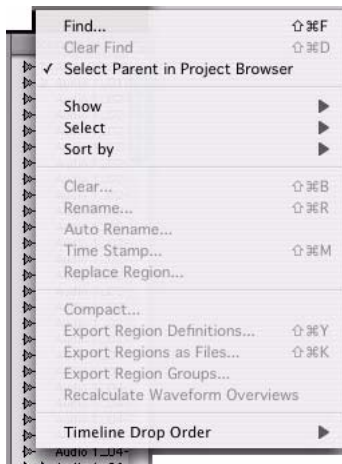 Find... ⇧⌘F
Clear Find ⇧⌘D
✓ Select Parent in Project Browser
Show ▶
Select ▶
Sort by ▶
Clear... ⇧⌘B
Rename... ⇧⌘R
Auto Rename...
Time Stamp... ⇧⌘M
Replace Region...
Compact...
Export Region Definitions... ⇧⌘Y
Export Regions as Files... ⇧⌘K
Export Region Groups...
Recalculate Waveform Overviews
Timeline Drop Order ▶